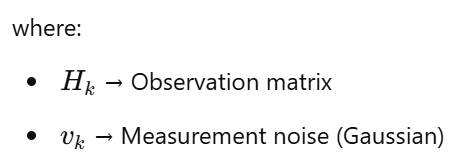 where:
• H_k → Observation matrix
• v_k → Measurement noise (Gaussian)